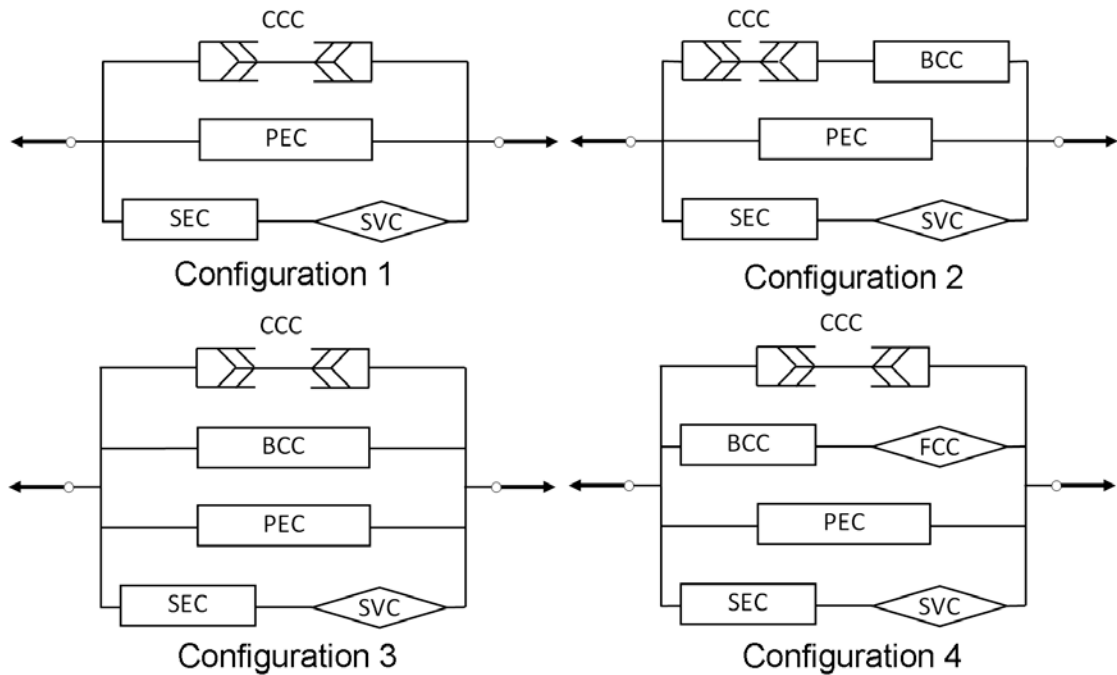 CCC
PEC
SEC SVC
Configuration 1
CCC
BCC
PEC
SEC SVC
Configuration 2
CCC
BCC
PEC
SEC SVC
Configuration 3
CCC
BCC FCC
PEC
SEC SVC
Configuration 4